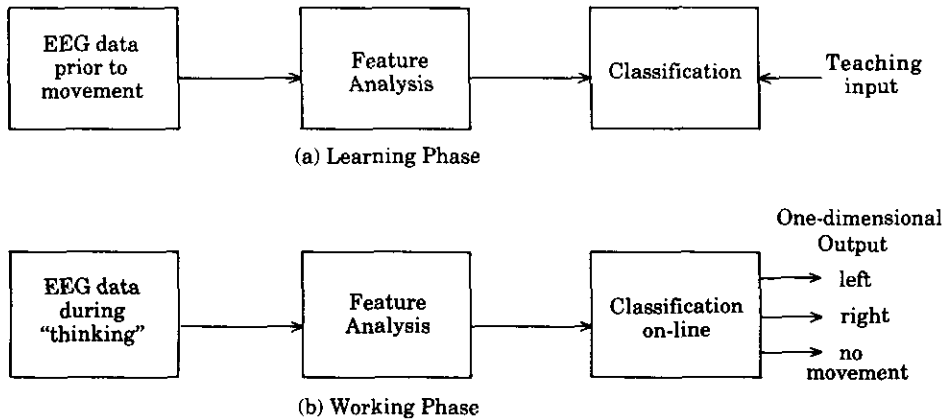 EEG data
prior to
movement
Feature
Analysis
Classification
Teaching
input
(a) Learning Phase
One-dimensional
Output
EEG data
during
"thinking"
Feature
Analysis
Classification
on-line
left
right
no
movement
(b) Working Phase